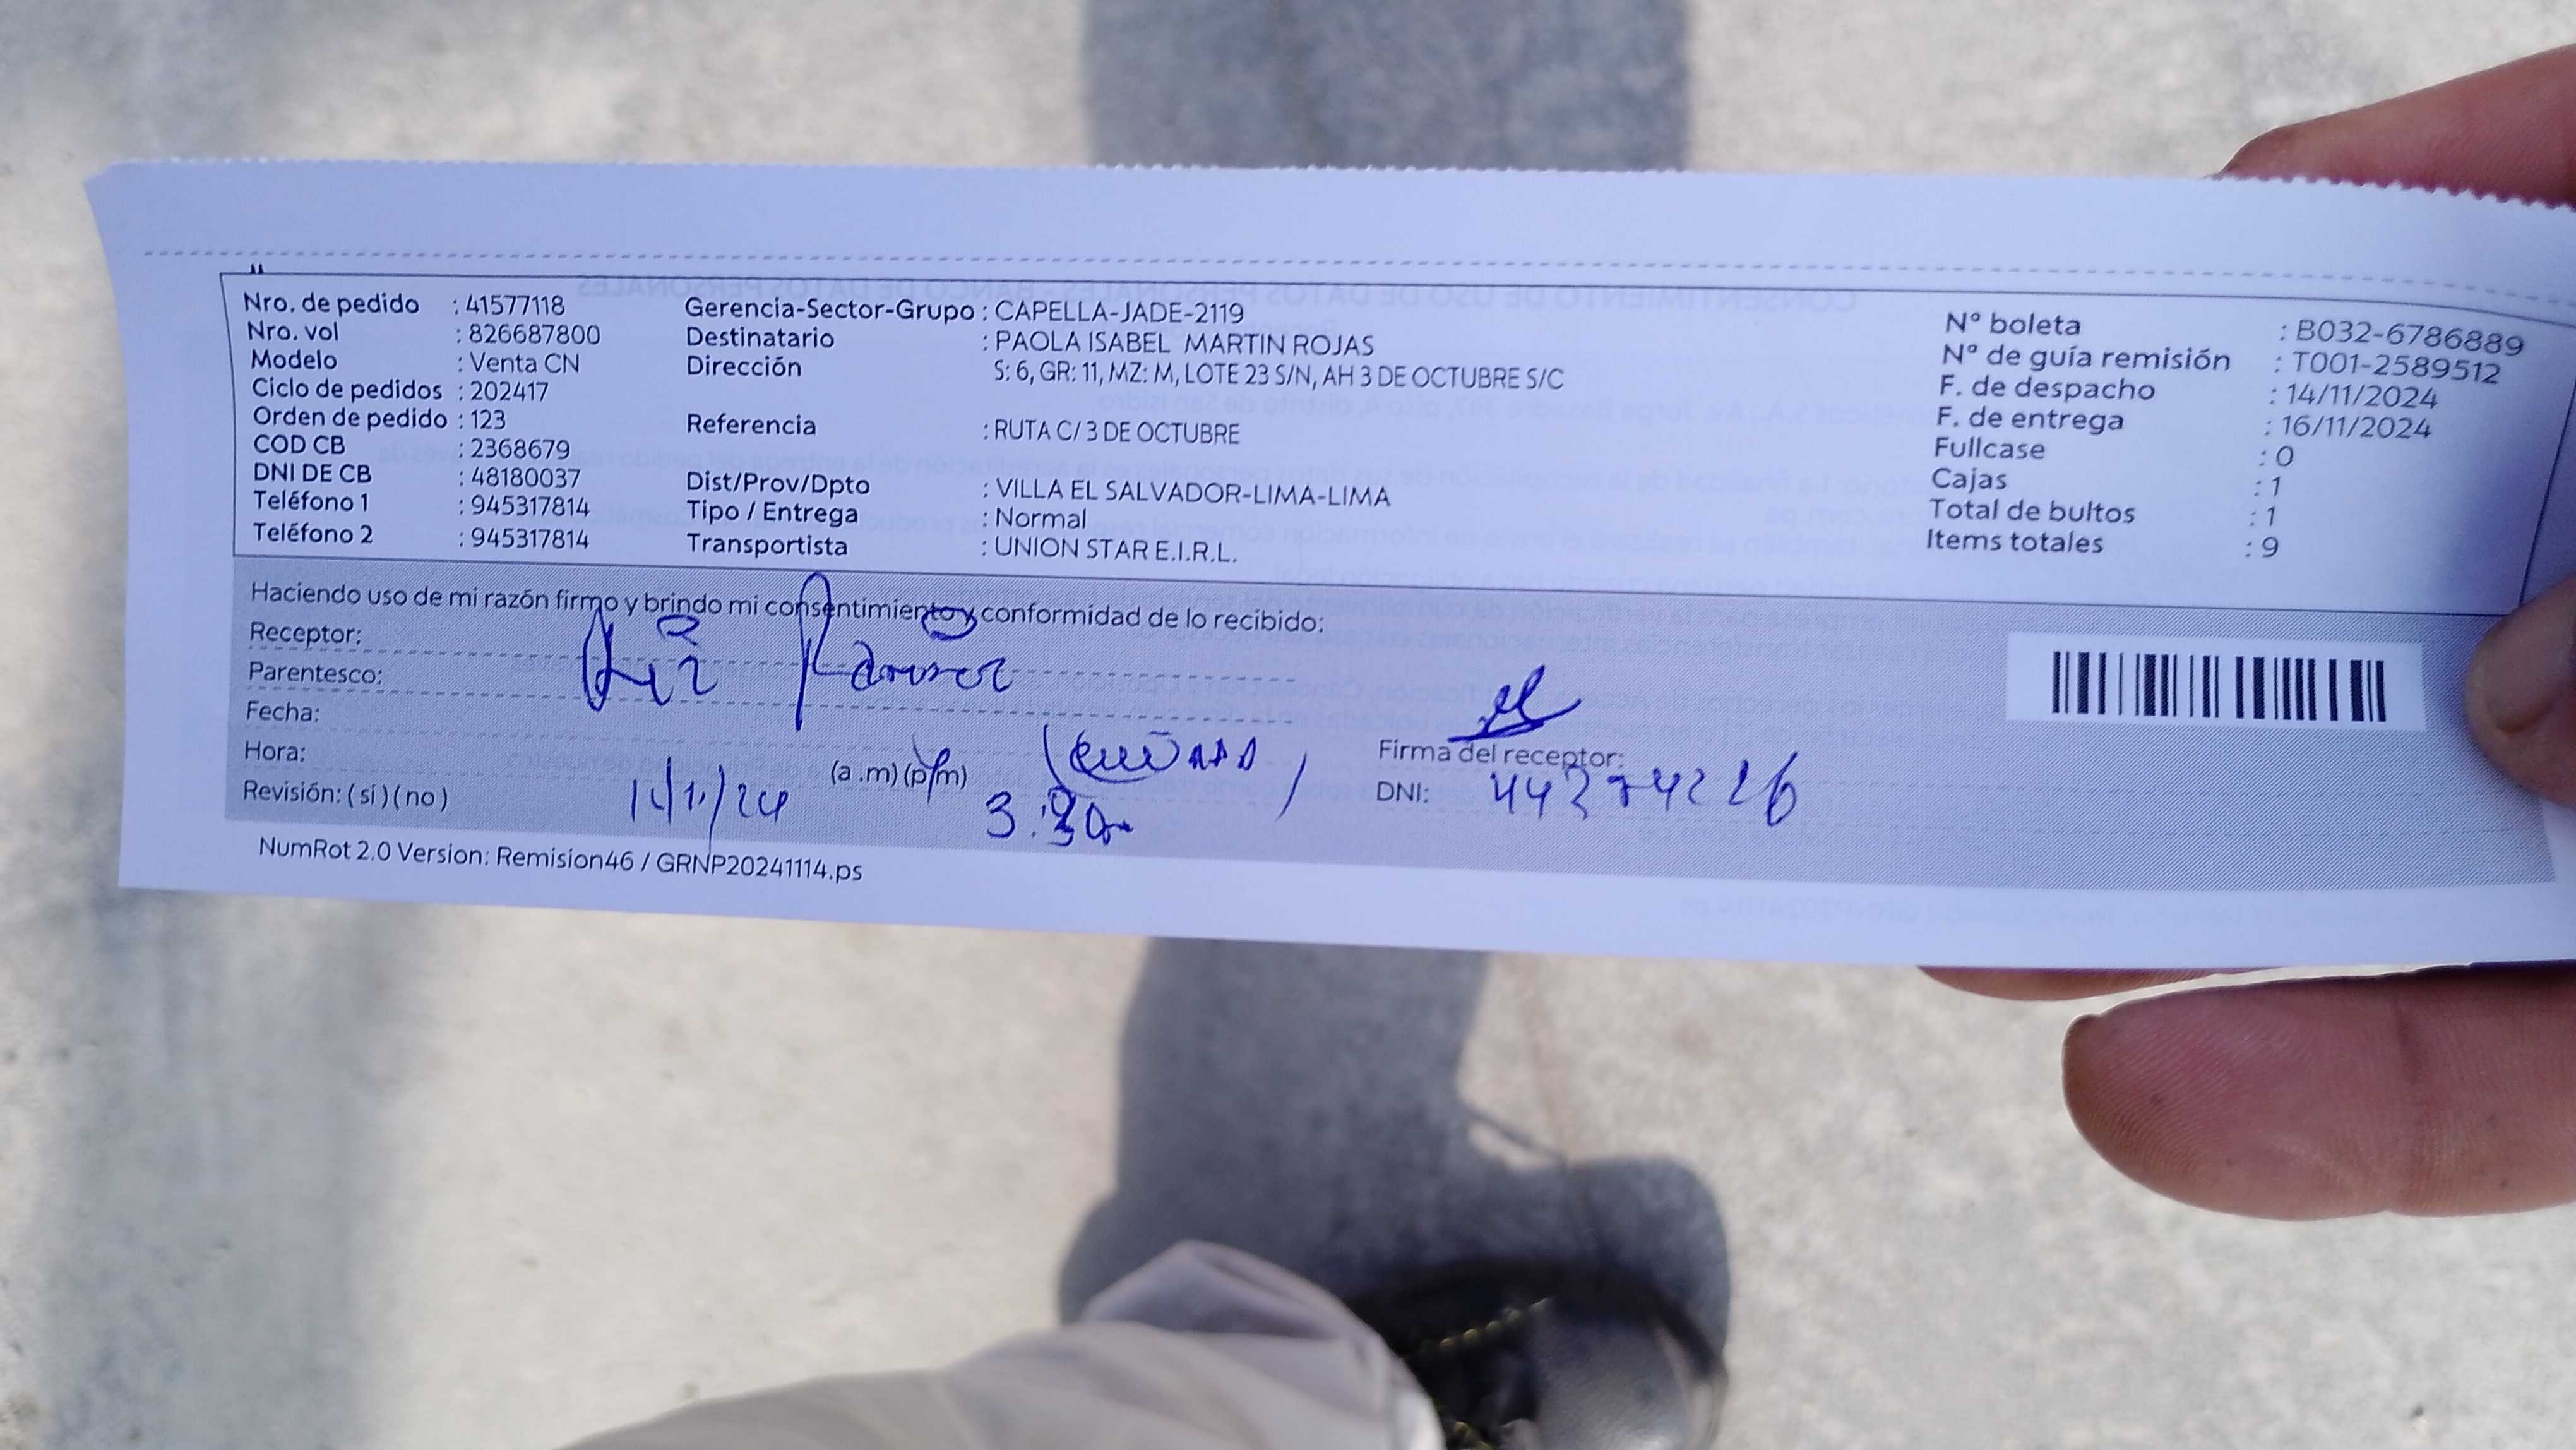 Nro. de pedido : 41577118
Nro. vol : 826687800
Modelo : Venta CN
Ciclo de pedidos : 202417
Orden de pedido : 123
COD CB : 2368679
DNI DE CB : 48180037
Teléfono 1 : 945317814
Teléfono 2 : 945317814
Gerencia-Sector-Grupo : CAPELLA-JADE-2119
Destinatario : PAOLA ISABEL MARTIN ROJAS
Dirección S: 6, GR: 11, MZ: M, LOTE 23 S/N, AH 3 DE OCTUBRE S/C
Referencia : RUTA C/ 3 DE OCTUBRE
Dist/Prov/Dpto : VILLA EL SALVADOR-LIMA-LIMA
Tipo / Entrega : Normal
Transportista : UNION STAR E.I.R.L.
N° boleta : B032-6786889
N° de guía remisión : T001-2589512
F. de despacho : 14/11/2024
F. de entrega : 16/11/2024
Fullcase : 0
Cajas : 1
Total de bultos : 1
Items totales : 9
Haciendo uso de mi razón firmo y brindo mi consentimiento y conformidad de lo recibido:
Receptor:
Parentesco:
Fecha:
Hora: (a .m) (p/m)
Revisión: ( si ) ( no )
Firma del receptor:
DNI:
NumRot 2.0 Version: Remision46 / GRNP20241114.ps